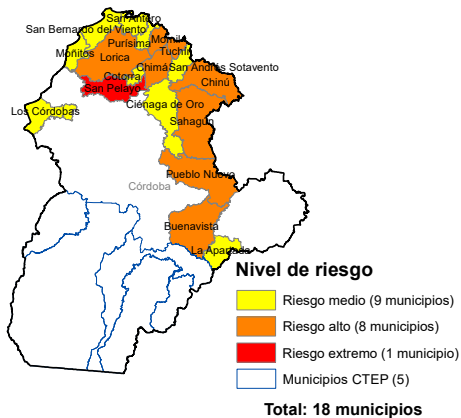 San Antero
San Bernardo del Viento
Momil
Purísima
Tuchín
Moñitos
Lorica
Chimá
San Andrés Sotavento
Cotorra
Chinú
San Pelayo
Ciénaga de Oro
Los Córdobas
Sahagún
Pueblo Nuevo
Córdoba
Buenavista
La Apartada
Nivel de riesgo
Riesgo medio (9 municipios)
Riesgo alto (8 municipios)
Riesgo extremo (1 municipio)
Municipios CTEP (5)
Total: 18 municipios